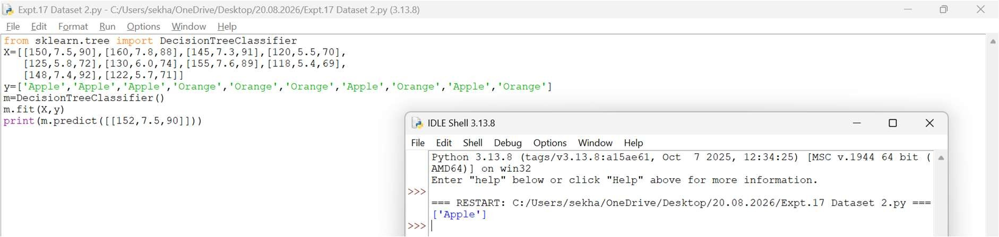 Expt.17 Dataset 2.py - C:/Users/sekha/OneDrive/Desktop/20.08.2026/Expt.17 Dataset 2.py (3.13.8)
File Edit Format Run Options Window Help
from sklearn.tree import DecisionTreeClassifier
X=[[150,7.5,90],[160,7.8,88],[145,7.3,91],[120,5.5,70],
[125,5.8,72],[130,6.0,74],[155,7.6,89],[118,5.4,69],
[148,7.4,92],[122,5.7,71]]
y=['Apple','Apple','Apple','Orange','Orange','Orange','Apple','Orange','Apple','Orange']
m=DecisionTreeClassifier()
m.fit(X,y)
print(m.predict([[152,7.5,90]]))
IDLE Shell 3.13.8
File Edit Shell Debug Options Window Help
Python 3.13.8 (tags/v3.13.8:a15ae61, Oct  7 2025, 12:34:25) [MSC v.1944 64 bit (
AMD64)] on win32
Enter "help" below or click "Help" above for more information.
>>>
=== RESTART: C:/Users/sekha/OneDrive/Desktop/20.08.2026/Expt.17 Dataset 2.py ===
['Apple']
>>>